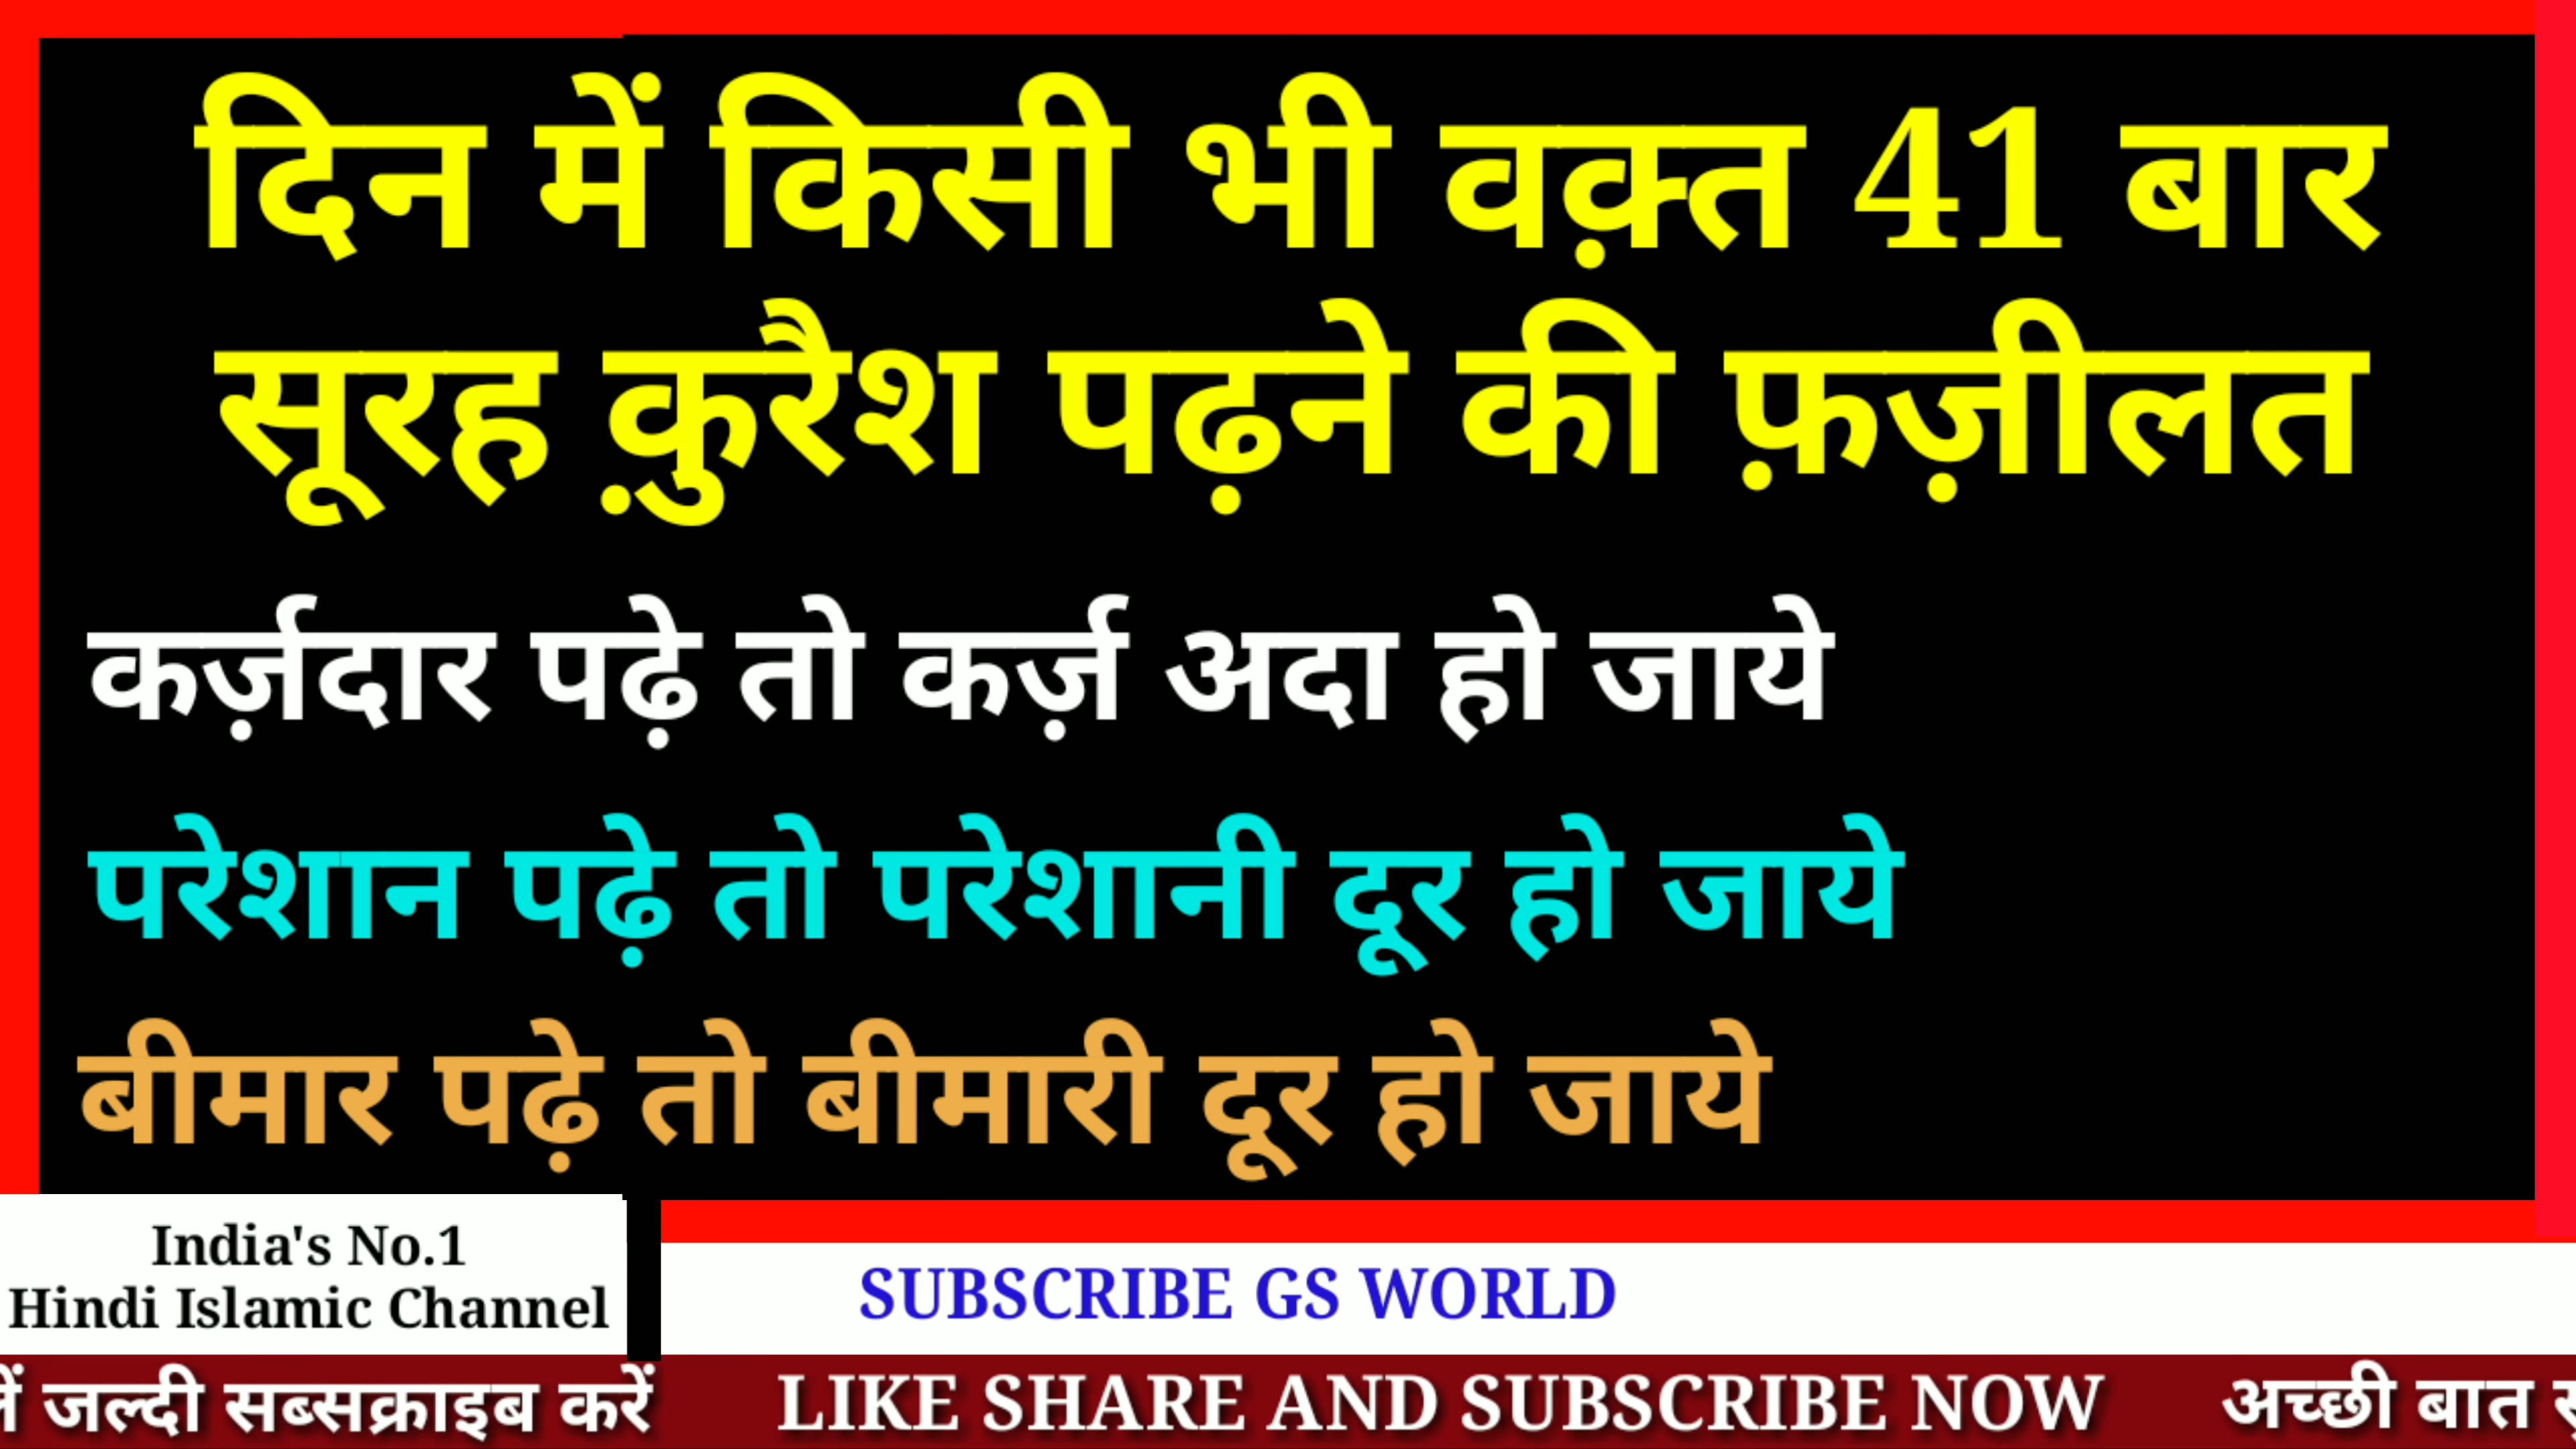 दिन में किसी भी वक़्त 41 बार
सूरह क़ुरैश पढ़ने की फ़ज़ीलत
कर्ज़दार पढ़े तो कर्ज़ अदा हो जाये
परेशान पढ़े तो परेशानी दूर हो जाये
बीमार पढ़े तो बीमारी दूर हो जाये
India's No.1
Hindi Islamic Channel
SUBSCRIBE GS WORLD
जल्दी सब्सक्राइब करें LIKE SHARE AND SUBSCRIBE NOW अच्छी बात